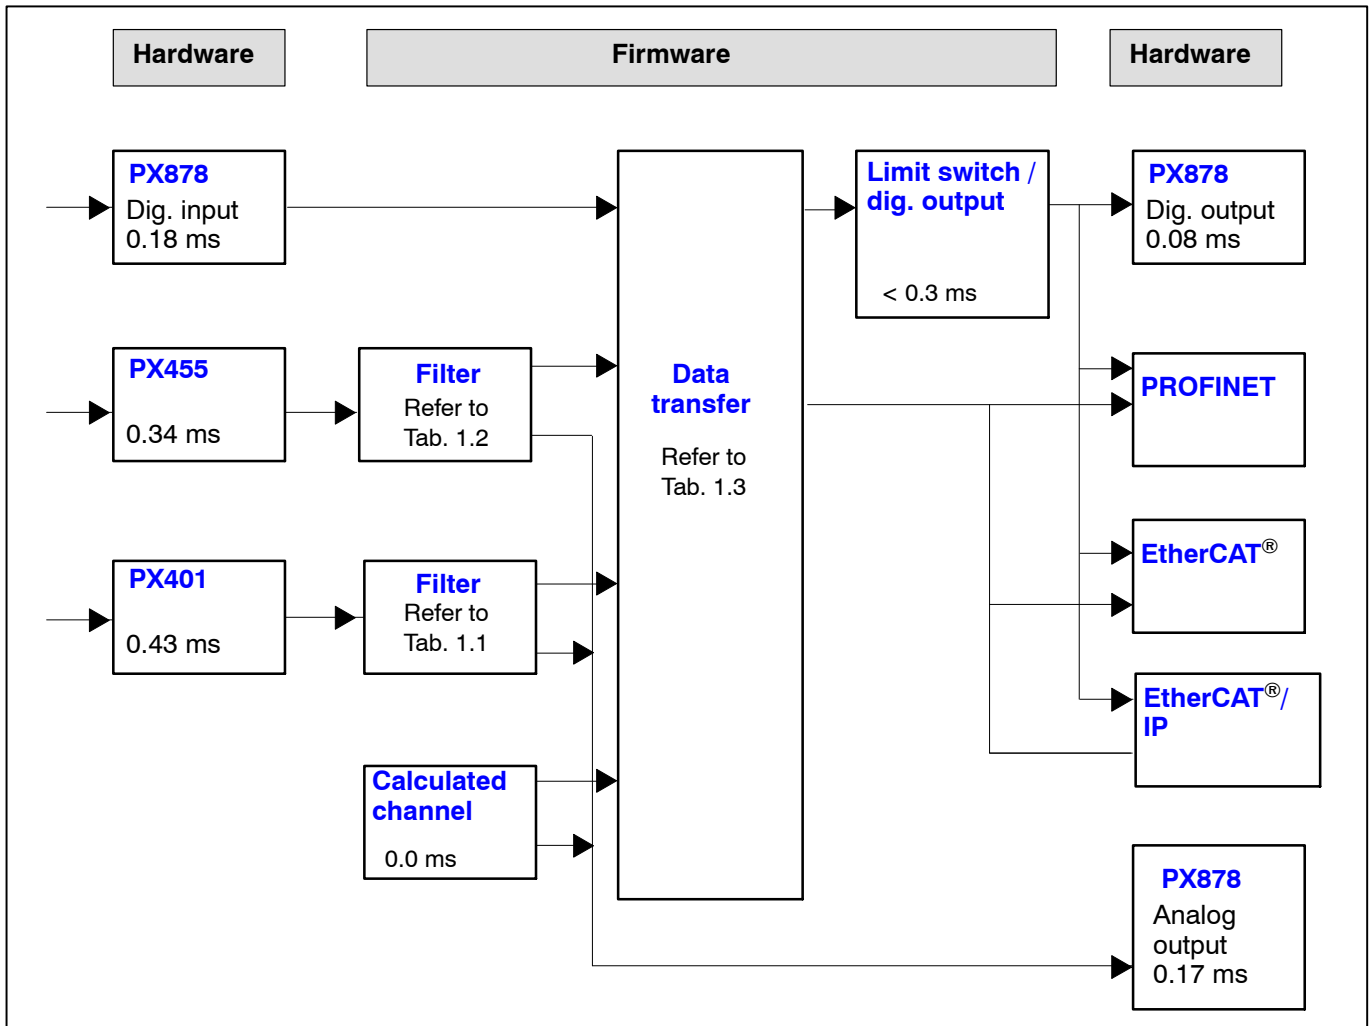 Hardware
Firmware
Hardware
PX878
Dig. input
0.18 ms
Limit switch /
dig. output
< 0.3 ms
PX878
Dig. output
0.08 ms
PX455
0.34 ms
Filter
Refer to
Tab. 1.2
Data
transfer
Refer to
Tab. 1.3
PROFINET
PX401
0.43 ms
Filter
Refer to
Tab. 1.1
EtherCAT®
EtherCAT®/
IP
Calculated
channel
0.0 ms
PX878
Analog
output
0.17 ms